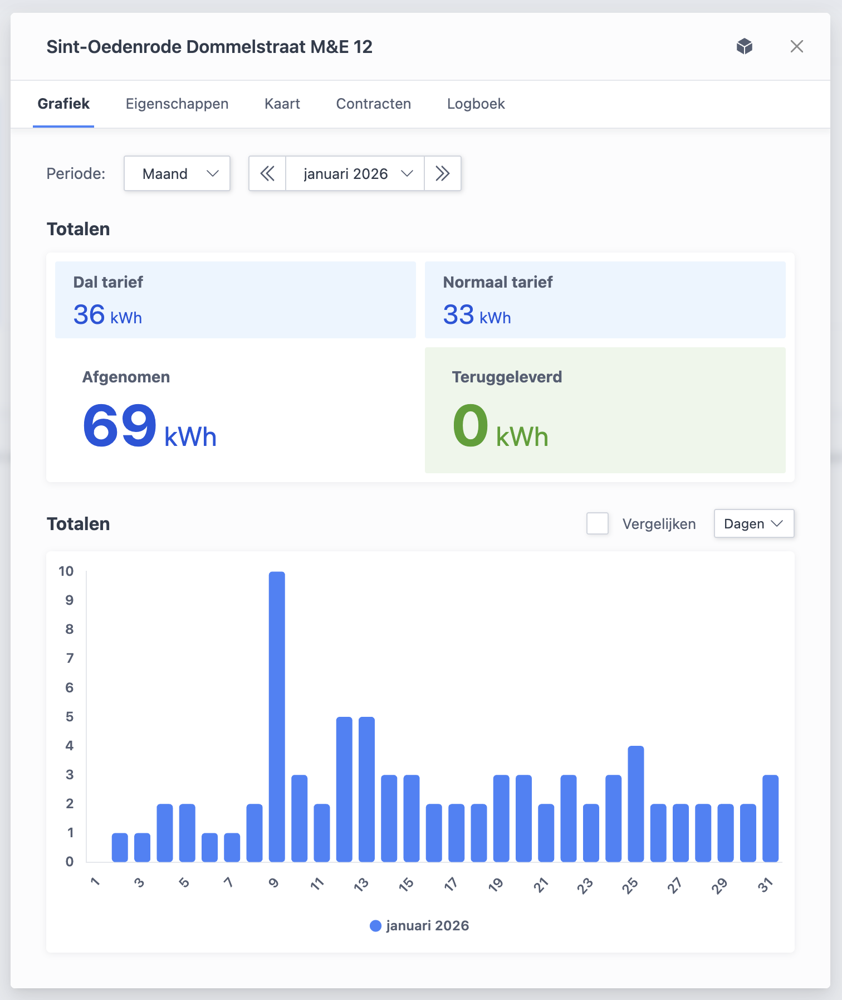 Sint-Oedenrode Dommelstraat M&E 12
Grafiek Eigenschappen Kaart Contracten Logboek
Periode: Maand januari 2026
Totalen
Dal tarief
36 kWh
Normaal tarief
33 kWh
Afgenomen
69 kWh
Teruggeleverd
0 kWh
Totalen Vergelijken Dagen
10
9
8
7
6
5
4
3
2
1
0
1 3 5 7 9 11 13 15 17 19 21 23 25 27 29 31
januari 2026